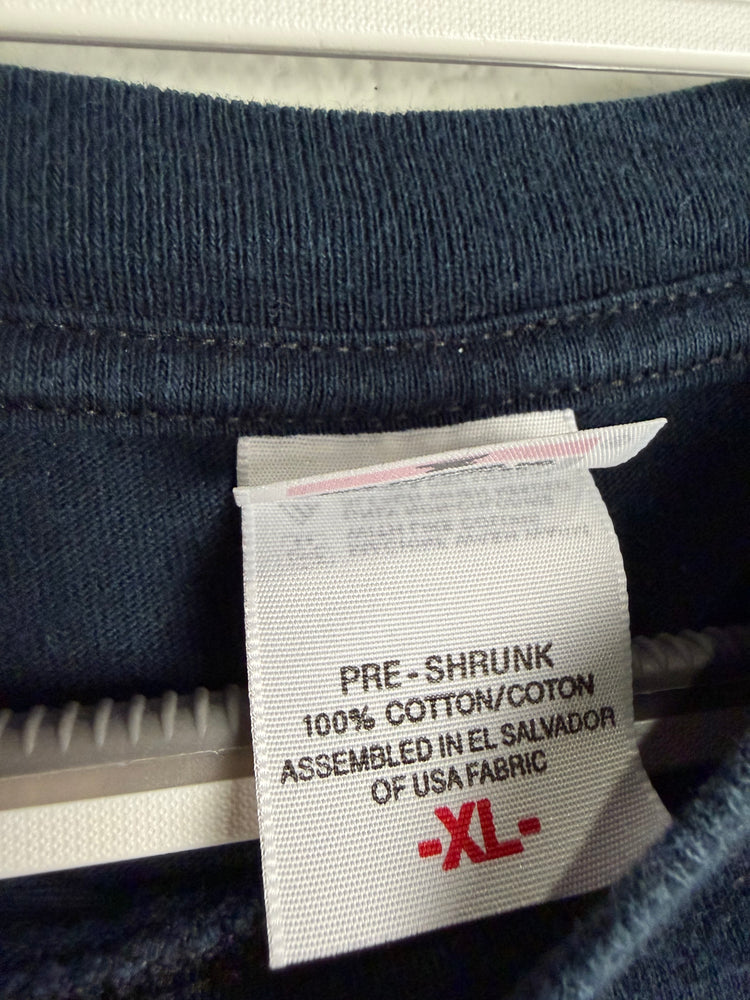 PRE-SHRUNK
100% COTTON/COTON
ASSEMBLED IN EL SALVADOR
OF USA FABRIC
-XL-